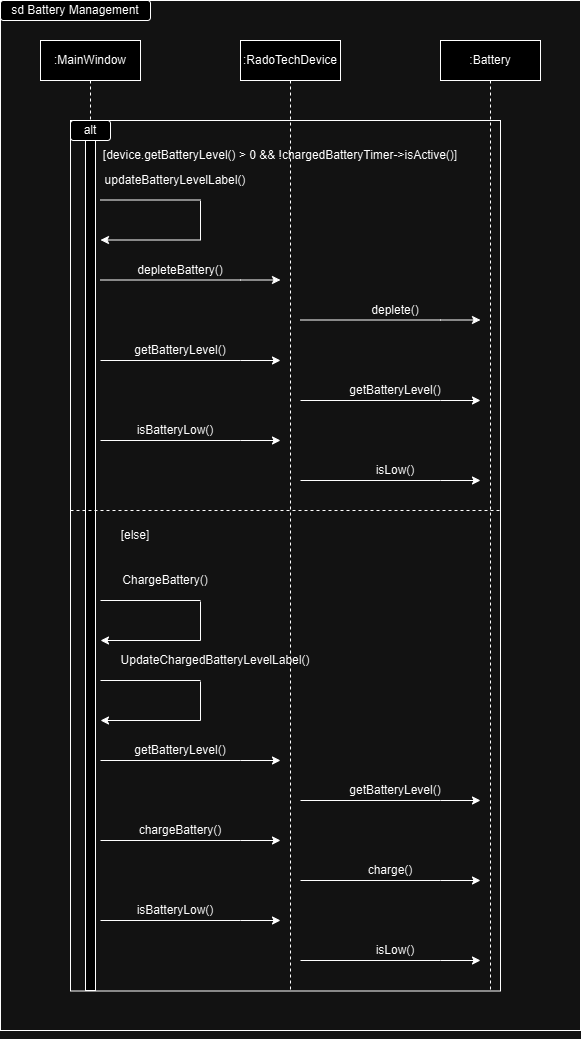 sd Battery Management
:MainWindow
:RadoTechDevice
:Battery
alt
[device.getBatteryLevel() > 0 && !chargedBatteryTimer->isActive()]
updateBatteryLevelLabel()
depleteBattery()
deplete()
getBatteryLevel()
getBatteryLevel()
isBatteryLow()
isLow()
[else]
ChargeBattery()
UpdateChargedBatteryLevelLabel()
getBatteryLevel()
getBatteryLevel()
chargeBattery()
charge()
isBatteryLow()
isLow()